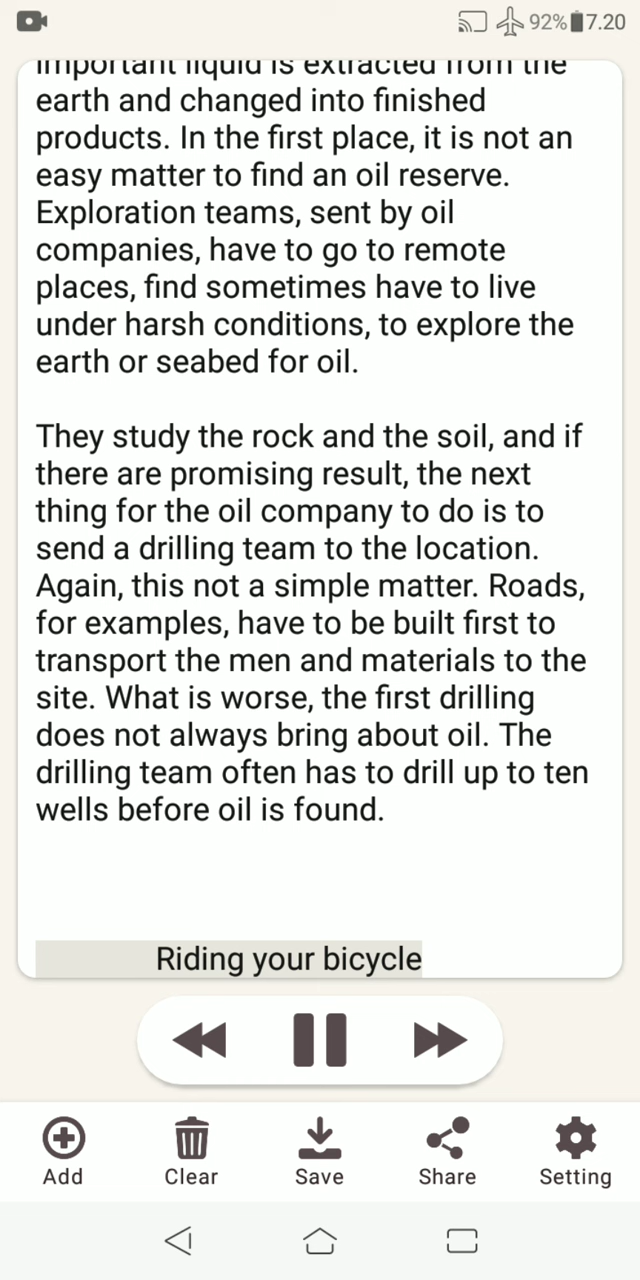 92% 7.20
important liquid is extracted from the
earth and changed into finished
products. In the first place, it is not an
easy matter to find an oil reserve.
Exploration teams, sent by oil
companies, have to go to remote
places, find sometimes have to live
under harsh conditions, to explore the
earth or seabed for oil.
They study the rock and the soil, and if
there are promising result, the next
thing for the oil company to do is to
send a drilling team to the location.
Again, this not a simple matter. Roads,
for examples, have to be built first to
transport the men and materials to the
site. What is worse, the first drilling
does not always bring about oil. The
drilling team often has to drill up to ten
wells before oil is found.
Riding your bicycle
Add Clear Save Share Setting